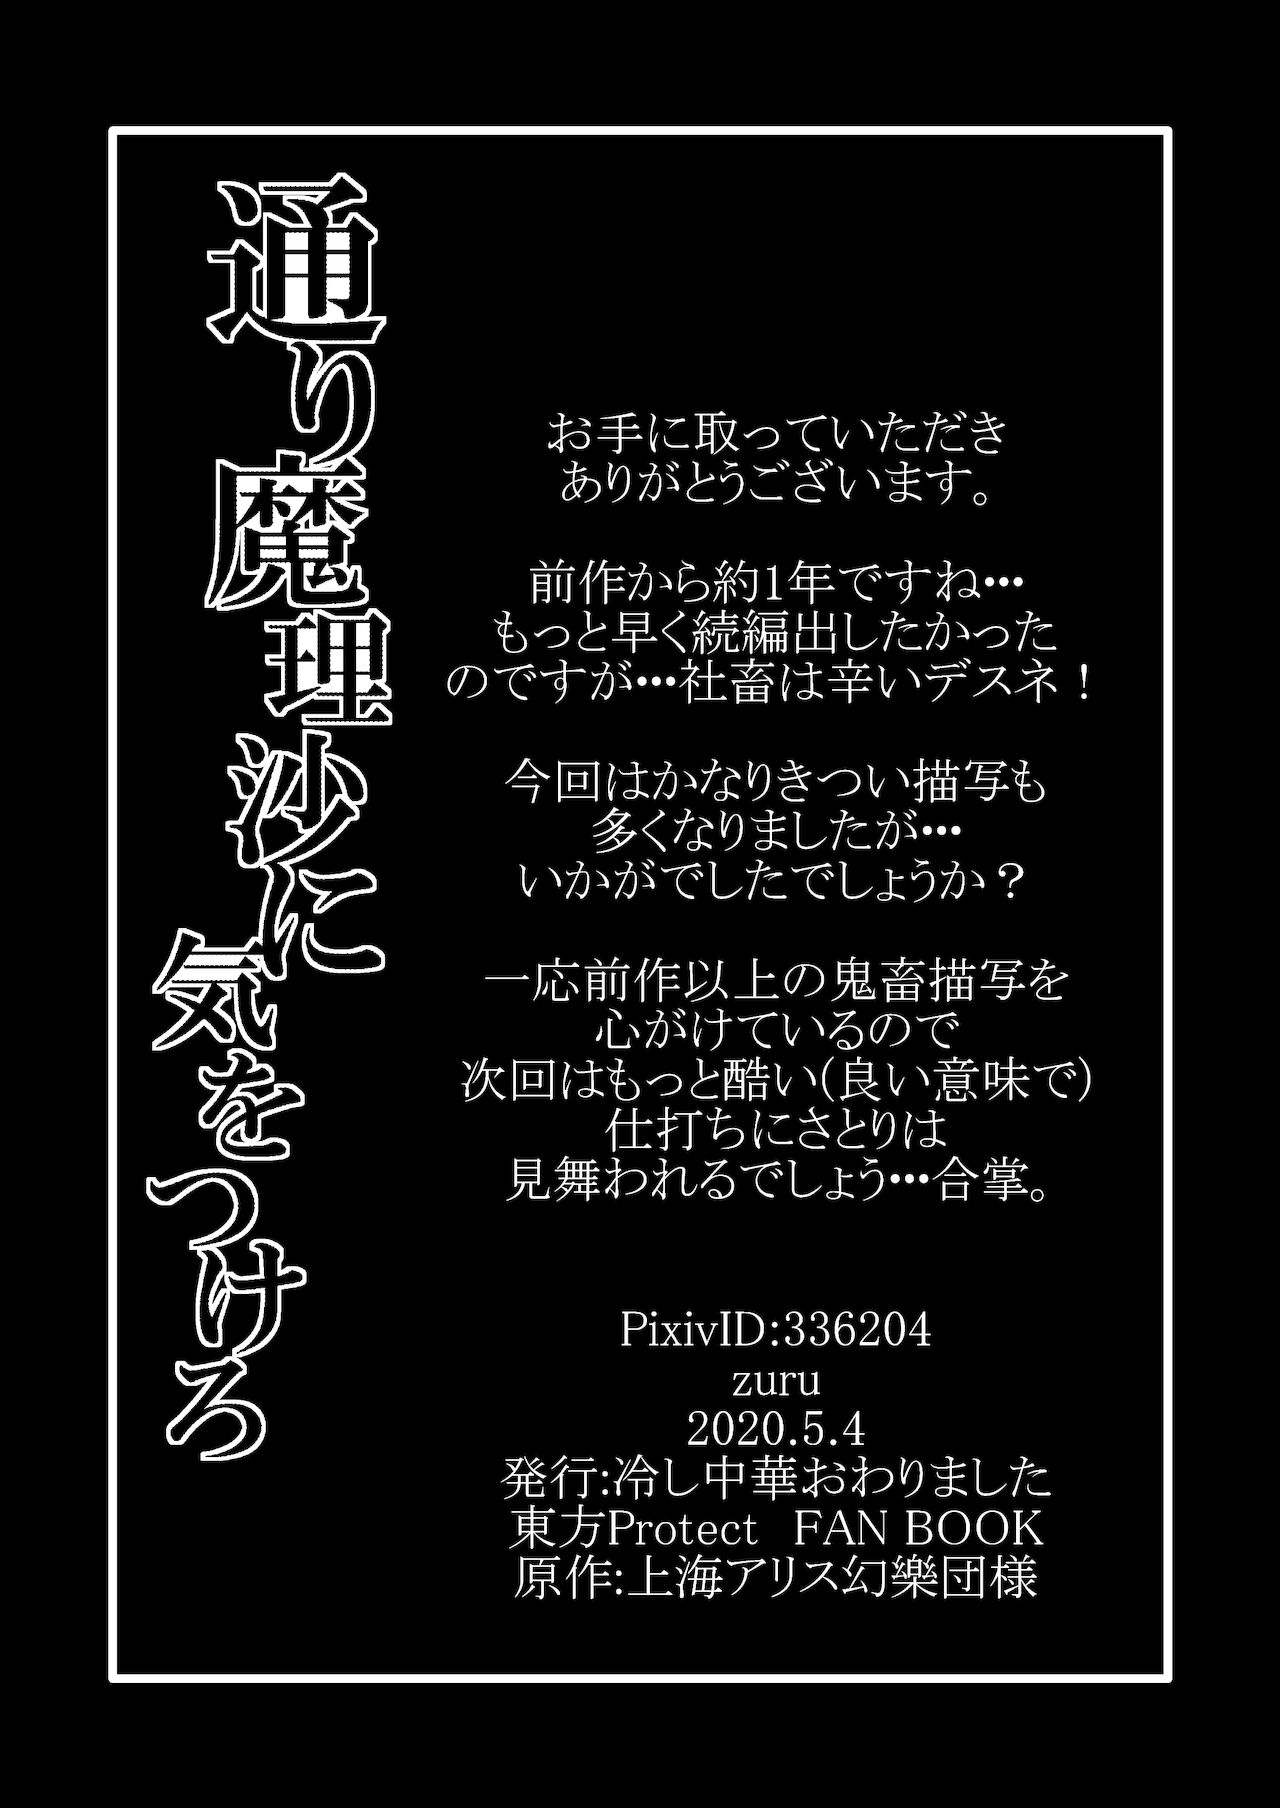 通り魔理沙に
気をつけろ
お手に取っていただき
ありがとうございます。
前作から約1年ですね…
もっと早く続編出したかった
のですが…社畜は辛いデスネ！
今回はかなりきつい描写も
多くなりましたが…
いかがでしたでしょうか？
一応前作以上の鬼畜描写を
心がけているので
次回はもっと酷い(良い意味で)
仕打ちにさとりは
見舞われるでしょう…合掌。
PixivID:336204
zuru
2020.5.4
発行:冷し中華おわりました
東方Protect　FAN BOOK
原作:上海アリス幻樂団様